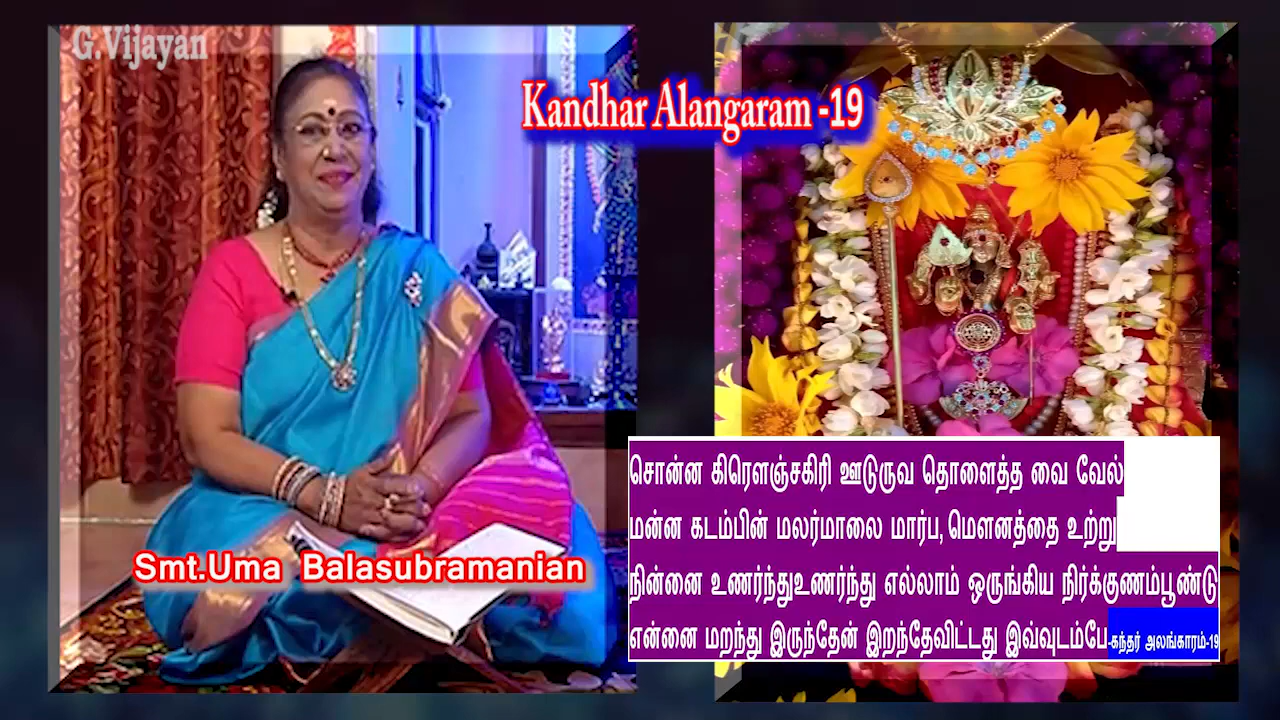 G.Vijayan
Kandhar Alangaram -19
Smt.Uma Balasubramanian
சொன்ன கிரௌஞ்சகிரி ஊடுருவ தொளைத்த வை வேல்
மன்ன கடம்பின் மலர்மாலை மார்ப, மௌனத்தை உற்று
நின்னை உணர்ந்துஉணர்ந்து எல்லாம் ஒருங்கிய நிர்க்குணம்பூண்டு
என்னை மறந்து இருந்தேன் இறந்தேவிட்டது இவ்வுடம்பே-கந்தர் அலங்காரம்-19